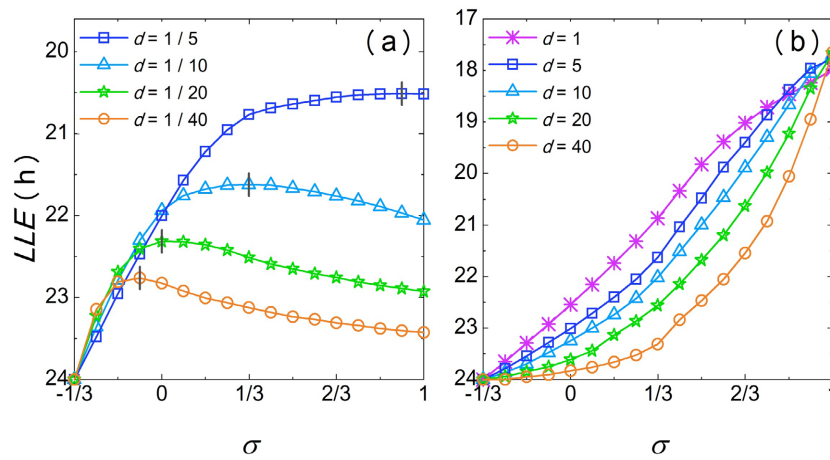 (a)
d = 1 / 5
d = 1 / 10
d = 1 / 20
d = 1 / 40
LLE (h)
20
21
22
23
24
-1/3
0
1/3
2/3
1
σ
(b)
d = 1
d = 5
d = 10
d = 20
d = 40
17
18
19
20
21
22
23
24
-1/3
0
1/3
2/3
σ